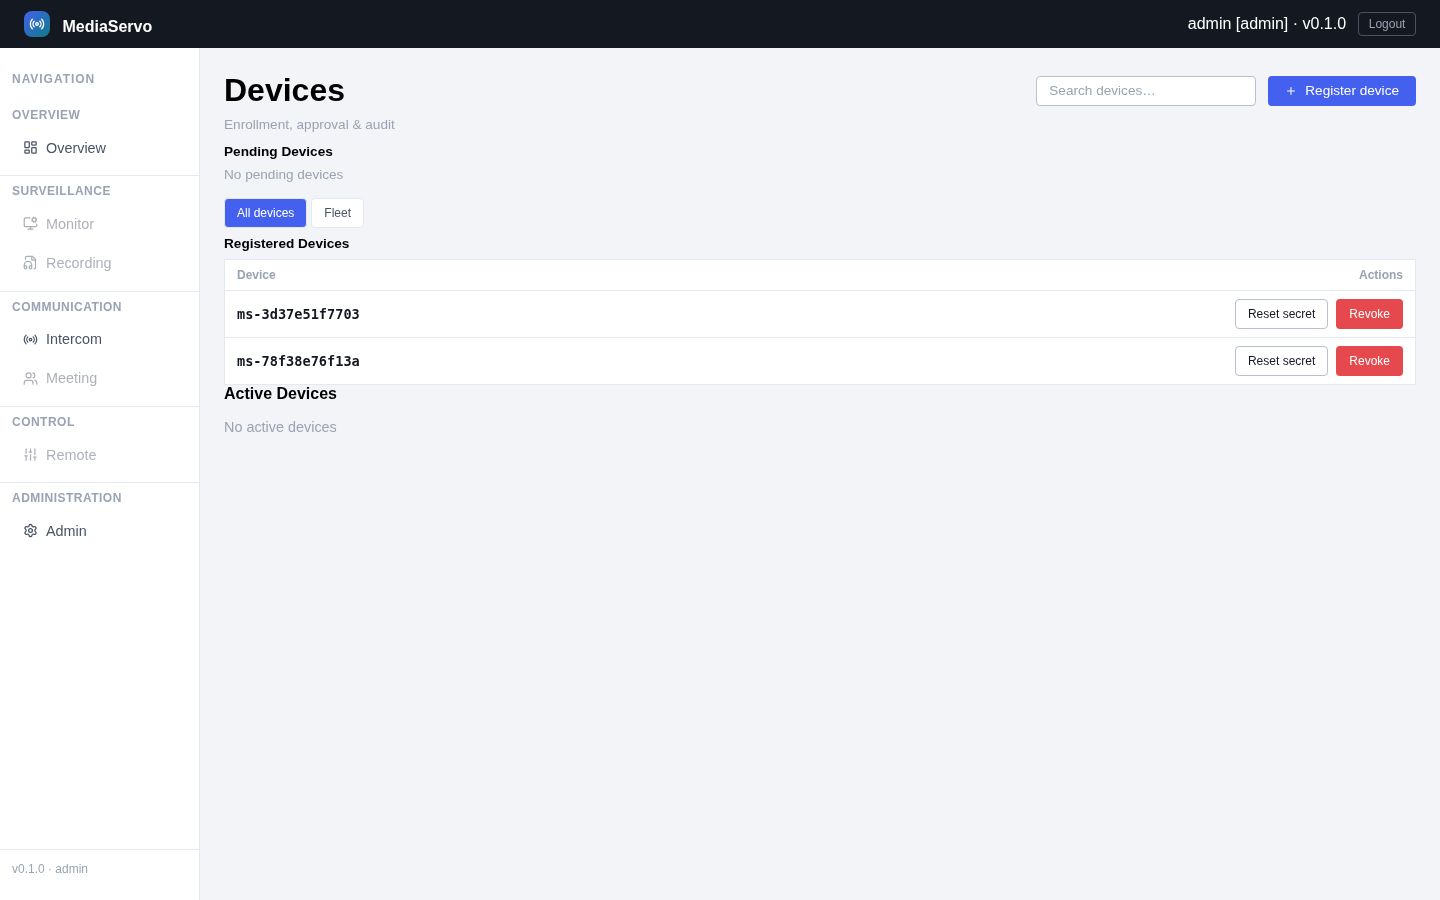 MediaServo
admin [admin] · v0.1.0
Logout
NAVIGATION
OVERVIEW
Overview
SURVEILLANCE
Monitor
Recording
COMMUNICATION
Intercom
Meeting
CONTROL
Remote
ADMINISTRATION
Admin
v0.1.0 · admin
Devices
Search devices…
+ Register device
Enrollment, approval & audit
Pending Devices
No pending devices
All devices
Fleet
Registered Devices
Device Actions
ms-3d37e51f7703 Reset secret Revoke
ms-78f38e76f13a Reset secret Revoke
Active Devices
No active devices